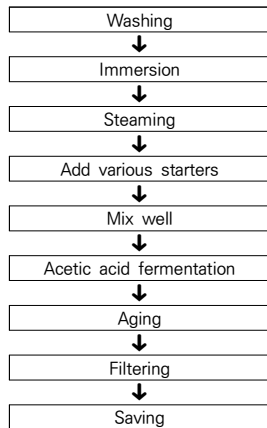 Washing
Immersion
Steaming
Add various starters
Mix well
Acetic acid fermentation
Aging
Filtering
Saving